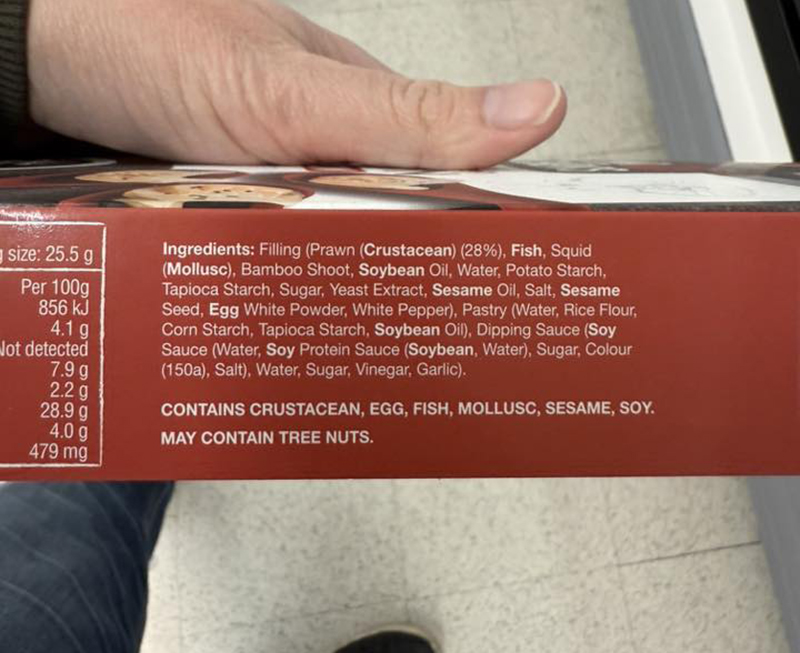 size: 25.5 g
Per 100g
856 kJ
4.1 g
Not detected
7.9 g
2.2 g
28.9 g
4.0 g
479 mg
Ingredients: Filling (Prawn (Crustacean) (28%), Fish, Squid
(Mollusc), Bamboo Shoot, Soybean Oil, Water, Potato Starch,
Tapioca Starch, Sugar, Yeast Extract, Sesame Oil, Salt, Sesame
Seed, Egg White Powder, White Pepper), Pastry (Water, Rice Flour,
Corn Starch, Tapioca Starch, Soybean Oil), Dipping Sauce (Soy
Sauce (Water, Soy Protein Sauce (Soybean, Water), Sugar, Colour
(150a), Salt), Water, Sugar, Vinegar, Garlic).
CONTAINS CRUSTACEAN, EGG, FISH, MOLLUSC, SESAME, SOY.
MAY CONTAIN TREE NUTS.